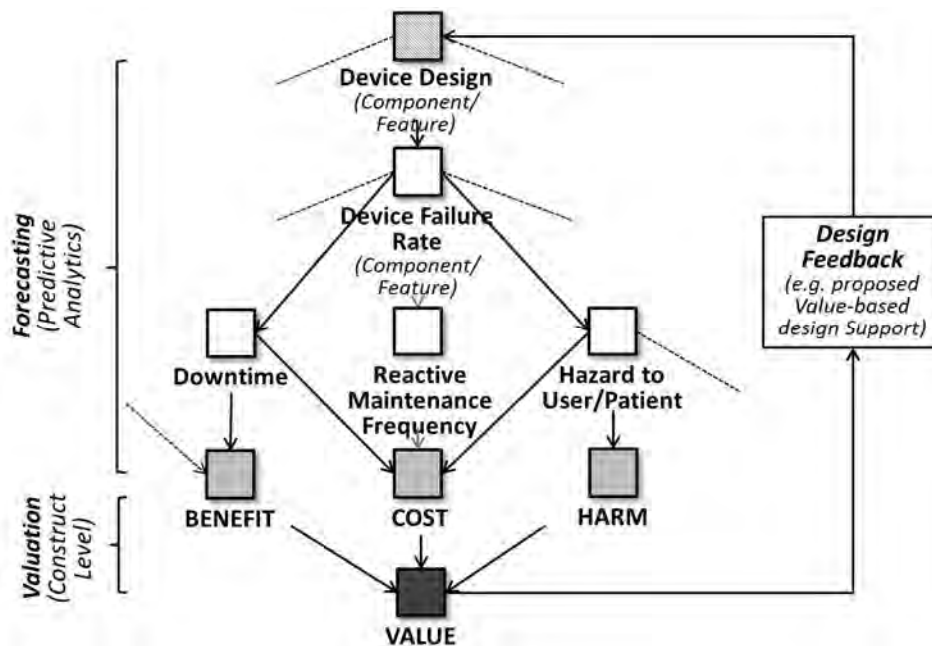 Device Design
(Component/
Feature)
Device Failure
Rate
(Component/
Feature)
Forecasting
(Predictive
Analytics)
Design
Feedback
(e.g. proposed
Value-based
design Support)
Downtime
Reactive
Maintenance
Frequency
Hazard to
User/Patient
BENEFIT
COST
HARM
Valuation
(Construct
Level)
VALUE